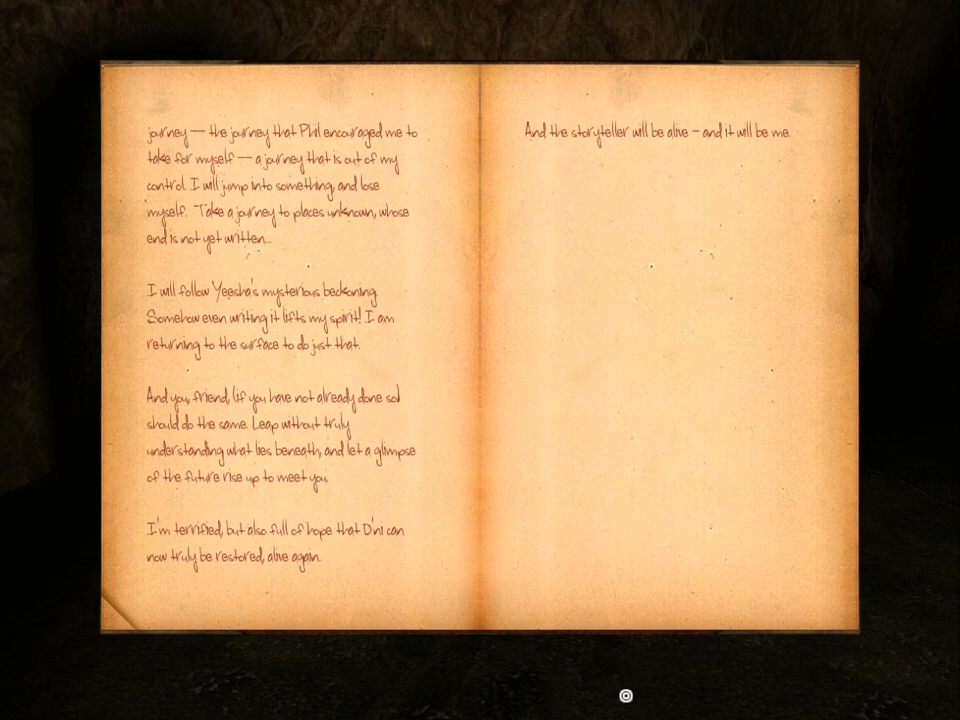 journey — the journey that Phil encouraged me to
take for myself — a journey that is out of my
control. I will jump into something, and lose
myself. Take a journey to places unknown, whose
end is not yet written...
I will follow Yeesha's mysterious beckoning.
Somehow even writing it lifts my spirit! I am
returning to the surface to do just that.
And you, friend, (if you have not already done so)
should do the same. Leap without truly
understanding what lies beneath, and let a glimpse
of the future rise up to meet you.
I'm terrified, but also full of hope that D'ni can
now truly be restored, alive again.
And the storyteller will be alive – and it will be me.